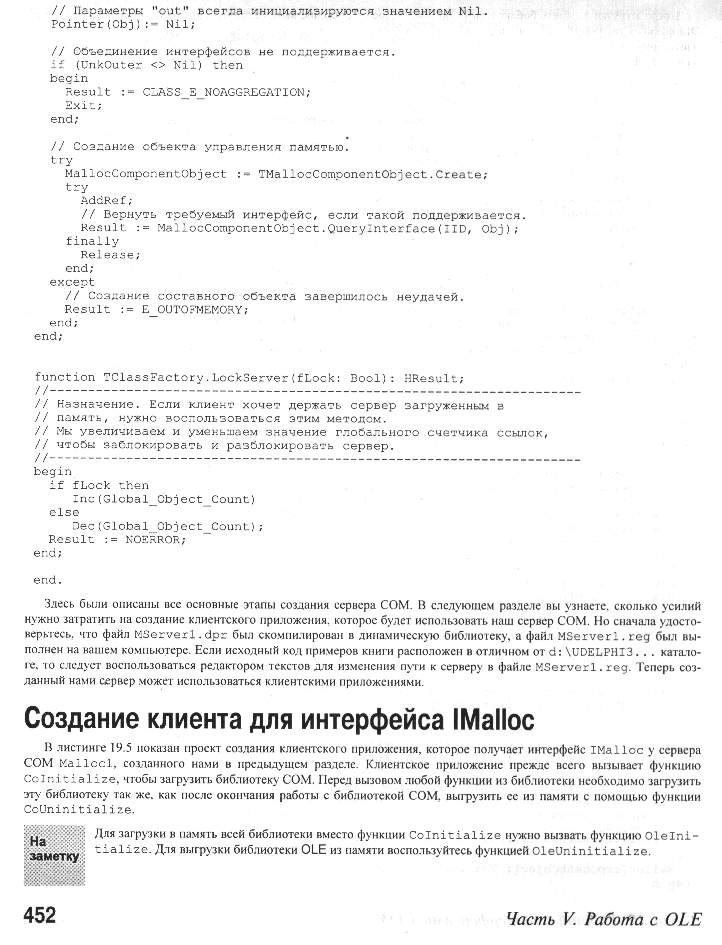 // Параметры "out" всегда инициализируются значением Nil.
Pointer(Obj):= Nil;
// Объединение интерфейсов не поддерживается.
if (UnkOuter <> Nil) then
begin
Result := CLASS_E_NOAGGREGATION;
Exit;
end;
// Создание объекта управления памятью.
try
MallocComponentObject := TMallocComponentObject.Create;
try
AddRef;
// Вернуть требуемый интерфейс, если такой поддерживается.
Result := MallocComponentObject.QueryInterface(IID, Obj);
finally
Release;
end;
except
// Создание составного объекта завершилось неудачей.
Result := E_OUTOFMEMORY;
end;
end;
function TClassFactory.LockServer(fLock: Bool): HResult;
//---------------------------------------------------------------------
// Назначение. Если клиент хочет держать сервер загруженным в
// память, нужно воспользоваться этим методом.
// Мы увеличиваем и уменьшаем значение глобального счетчика ссылок,
// чтобы заблокировать и разблокировать сервер.
//---------------------------------------------------------------------
begin
if fLock then
Inc(Global_Object_Count)
else
Dec(Global_Object_Count);
Result := NOERROR;
end;
end.
Здесь были описаны все основные этапы создания сервера COM. В следующем разделе вы узнаете, сколько усилий
нужно затратить на создание клиентского приложения, которое будет использовать наш сервер COM. Но сначала удосто-
верьтесь, что файл MServer1.dpr был скомпилирован в динамическую библиотеку, а файл MServer1.reg был вы-
полнен на вашем компьютере. Если исходный код примеров книги расположен в отличном от d:\UDELPHI3... катало-
ге, то следует воспользоваться редактором текстов для изменения пути к серверу в файле MServer1.reg. Теперь соз-
данный нами сервер может использоваться клиентскими приложениями.
Создание клиента для интерфейса IMalloc
В листинге 19.5 показан проект создания клиентского приложения, которое получает интерфейс IMalloc у сервера
COM Malloc1, созданного нами в предыдущем разделе. Клиентское приложение прежде всего вызывает функцию
CoInitialize, чтобы загрузить библиотеку COM. Перед вызовом любой функции из библиотеки необходимо загрузить
эту библиотеку так же, как после окончания работы с библиотекой COM, выгрузить ее из памяти с помощью функции
CoUninitialize.
На
заметку
Для загрузки в память всей библиотеки вместо функции CoInitialize нужно вызвать функцию OleIni-
tialize. Для выгрузки библиотеки OLE из памяти воспользуйтесь функцией OleUninitialize.
452
Часть V. Работа с OLE